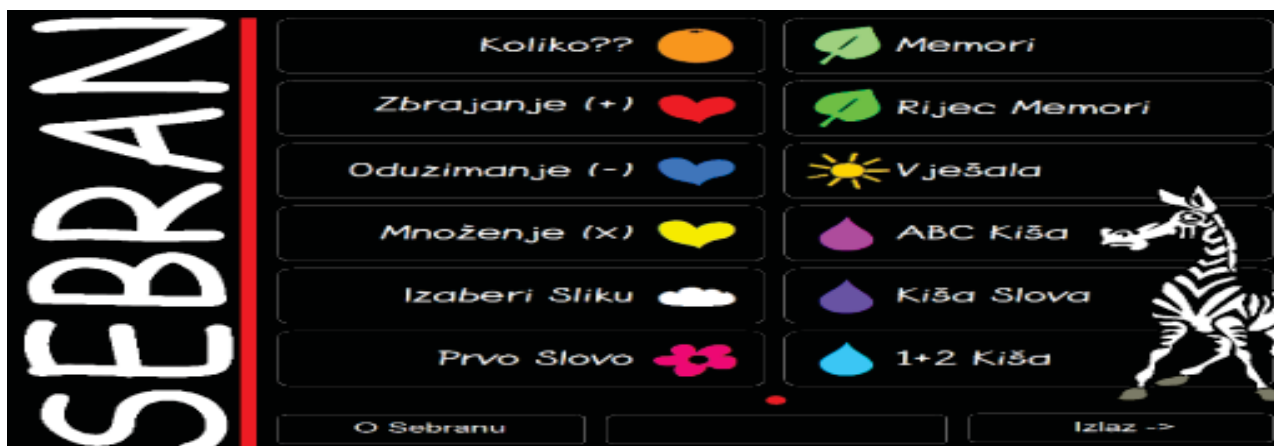 SEBRAN
Koliko??
Zbrajanje (+)
Oduzimanje (-)
Množenje (x)
Izaberi Sliku
Prvo Slovo
Memori
Rijec Memori
Vješala
ABC Kiša
Kiša Slova
1+2 Kiša
O Sebranu
Izlaz ->